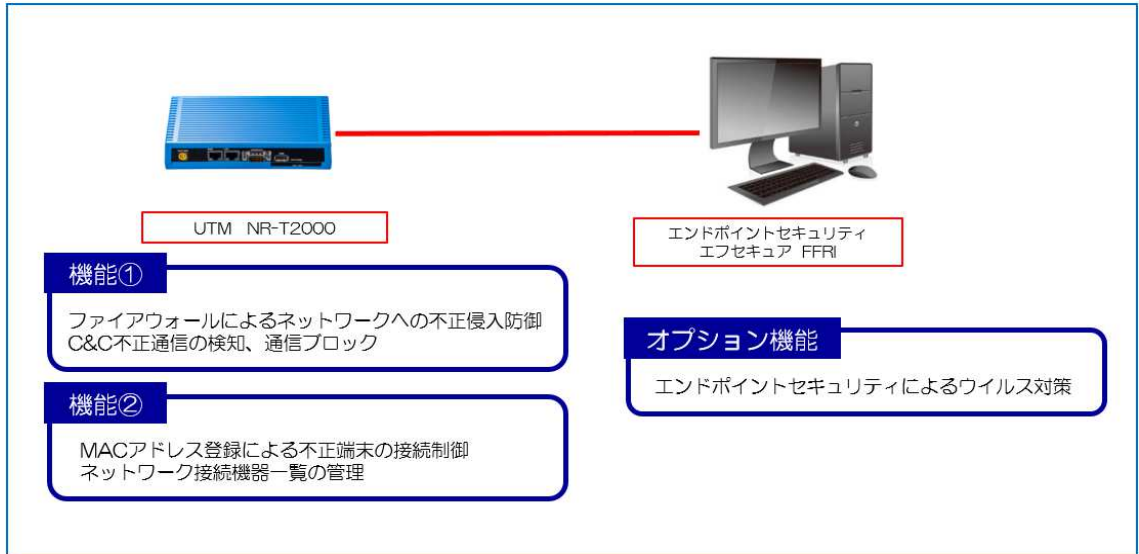 UTM NR-T2000
エンドポイントセキュリティ
エフセキュア FFRI
機能①
ファイアウォールによるネットワークへの不正侵入防御
C&C不正通信の検知、通信ブロック
機能②
MACアドレス登録による不正端末の接続制御
ネットワーク接続機器一覧の管理
オプション機能
エンドポイントセキュリティによるウイルス対策